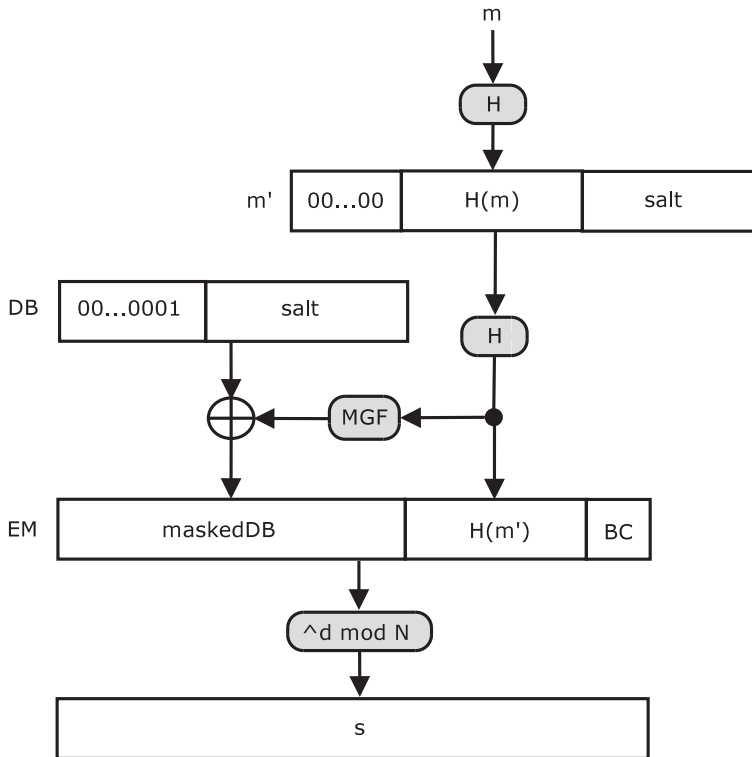 m
H
m' 00...00 H(m) salt
DB 00...0001 salt
H
MGF
EM maskedDB H(m') BC
^d mod N
s